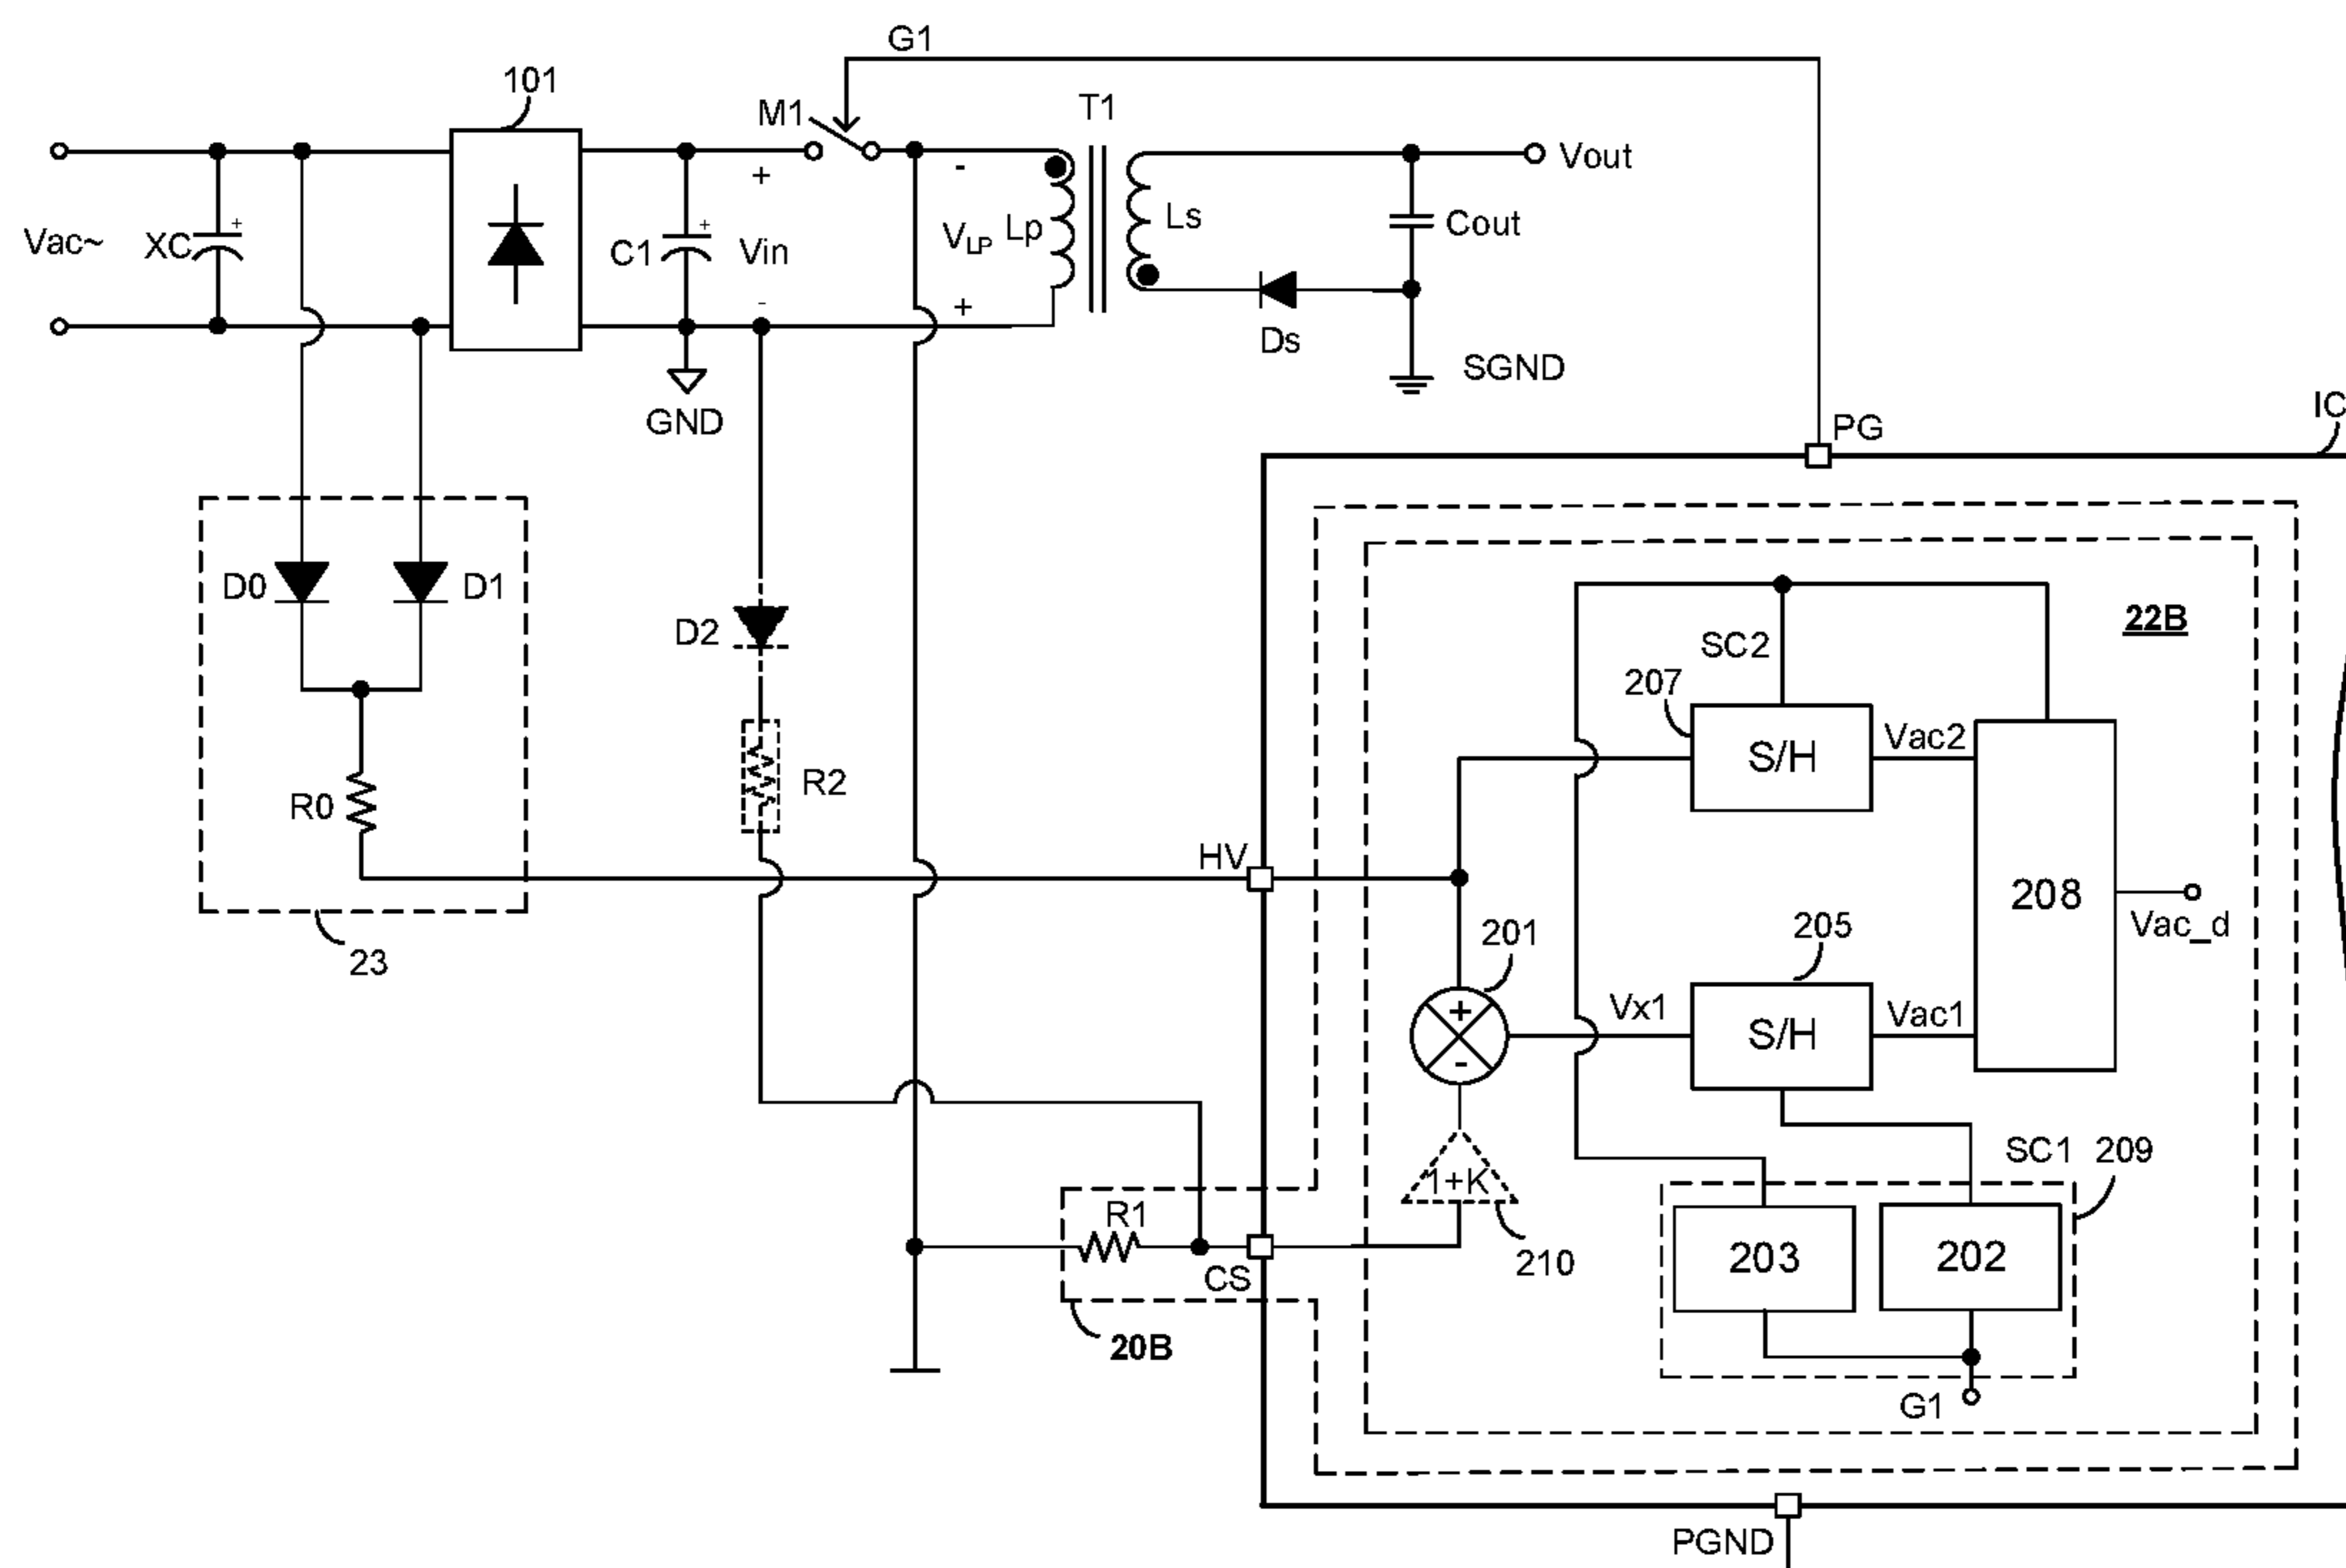 G1
101
M1
T1
Vac~
XC
+
C1
+
+
Vin
-
-
VLP
+
Lp
Ls
Vout
Cout
Ds
SGND
GND
PG
IC
D0
D1
R0
23
D2
R2
HV
CS
R1
20B
22B
SC2
207
S/H
Vac2
208
Vac_d
201
+
-
Vx1
205
S/H
Vac1
1+K
210
SC1
209
203
202
G1
PGND